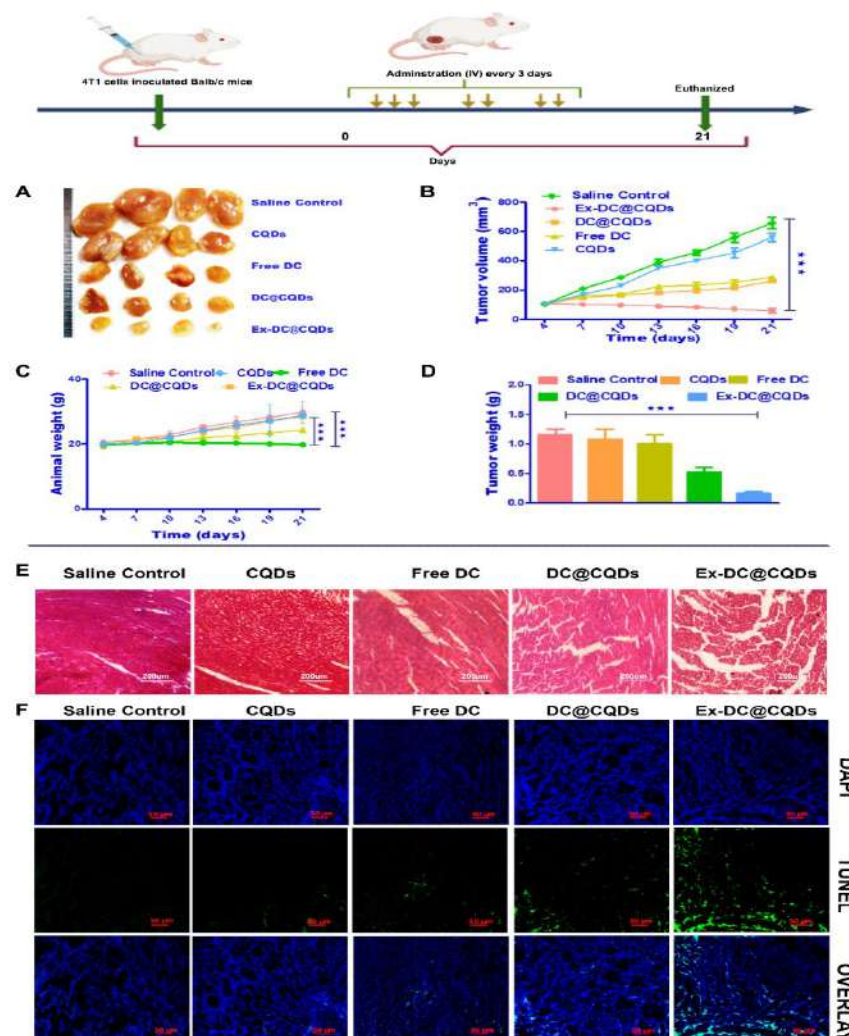 4T1 cells inoculated Balb/c mice
Adminstration (IV) every 3 days
Euthanized
0
21
Days
A
Saline Control
CQDs
Free DC
DC@CQDs
Ex-DC@CQDs
B
Tumor volume (mm3)
800
600
400
200
0
Saline Control
Ex-DC@CQDs
DC@CQDs
Free DC
CQDs
***
4 7 10 13 16 19 21
Time (days)
C
Saline Control CQDs Free DC
DC@CQDs Ex-DC@CQDs
Animal weight (g)
40
20
0
*** ***
4 7 10 13 16 19 21
Time (days)
D
Saline Control CQDs Free DC
DC@CQDs Ex-DC@CQDs
Tumor weight (g)
2.0
1.5
1.0
0.5
0.0
***
E
Saline Control CQDs Free DC DC@CQDs Ex-DC@CQDs
200um 200um 200um 200um 200um
F
Saline Control CQDs Free DC DC@CQDs Ex-DC@CQDs
DAPI
TUNEL
OVERLAY